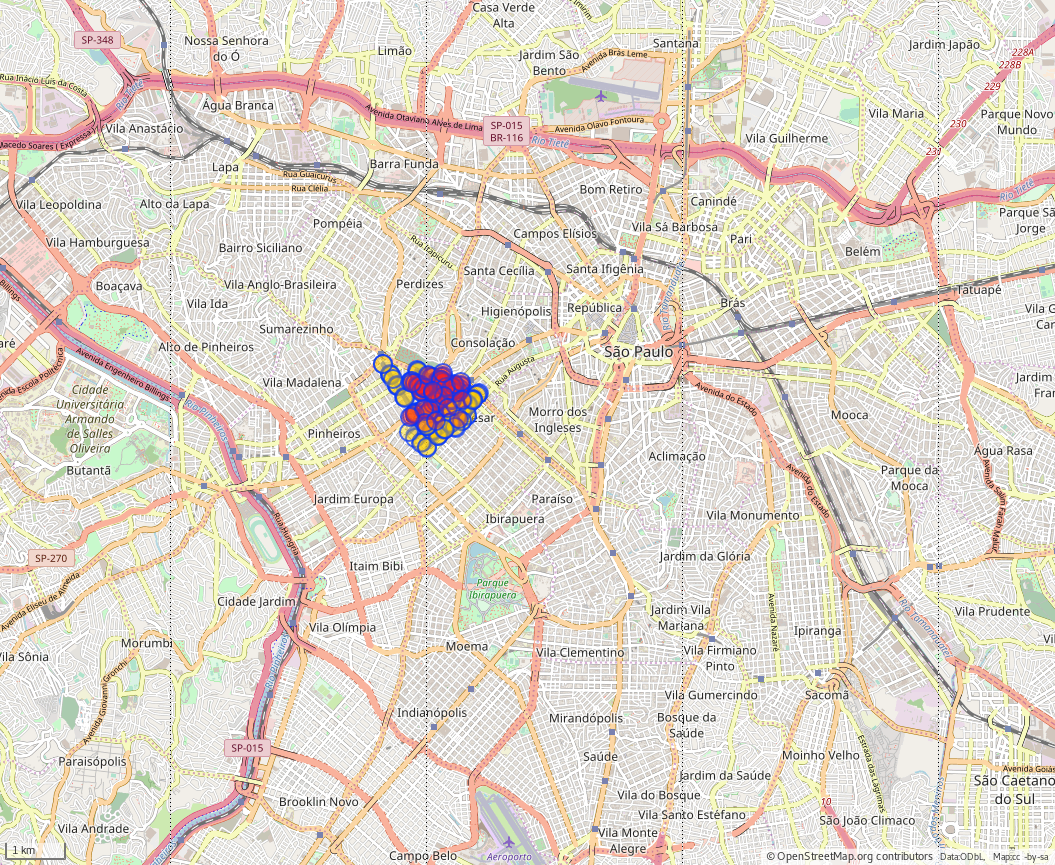 Casa Verde
Alta
Imirim
SP-348
Nossa Senhora
do Ó
Limão
Santana
Jardim Japão
228A
228B
229
Jardim São
Bento
Avenida Brás Leme
Rua Inácio Luís da Costa
Rio Tietê
Água Branca
Avenida Otaviano Alves de Lima
SP-015
BR-116
Avenida Olavo Fontoura
Rio Tietê
Vila Maria
230
Parque Novo
Mundo
Vila Anastácio
Macedo Soares ( Expressa )
Vila Guilherme
Lapa
Barra Funda
Rua Guaicurus
Rua Clélia
Bom Retiro
Canindé
Rio Tietê
Vila Leopoldina
Alto da Lapa
Pompéia
Campos Elísios
Vila Sá Barbosa
Pari
Parque Sã
Jorge
Vila Hamburguesa
Bairro Siciliano
Rua Itapicuru
Belém
Boaçava
Vila Anglo-Brasileira
Perdizes
Santa Cecília
Santa Ifigênia
Tatuapé
Billings
Vila Ida
Higienópolis
República
Brás
Rio Tamanduateí
Sumarezinho
Consolação
São Paulo
Vila G
Carr
aré
Alto de Pinheiros
Rua Augusta
Avenida Engenheiro Billings
Avenida Escola Politécnica
Vila Madalena
Avenida do Estado
Jardim
Fran
Cidade
Universitária
Armando
de Salles
Oliveira
Rio Pinheiros
esar
Morro dos
Ingleses
Mooca
Pinheiros
Água Rasa
Aclimação
Butantã
Parque da
Mooca
Avenida do Estado
Avenida Salim Farah Maluf
Jardim Europa
Paraíso
Vila Monumento
Ibirapuera
Rua Hungria
SP-270
Itaim Bibi
Jardim da Glória
Avenida Eliseu de Almeida
Parque
Ibirapuera
Cidade Jardim
Avenida Nazaré
Jardim Vila
Mariana
Rio Tamanduateí
Vila Prudente
Vila Olímpia
Ipiranga
Morumbi
Moema
Vila Clementino
Vila Firmiano
Pinto
Vila Sônia
Avenida Giovanni Gronchi
Vila Gumercindo
Sacomã
Indianópolis
Mirandópolis
Bosque da
Saúde
SP-015
Saúde
Moinho Velho
Estrada das Lágrimas
Paraisópolis
Jardim da Saúde
Avenida Goiás
São Caetano
do Sul
Brooklin Novo
Vila do Bosque
10
Vila Santo Estéfano
São João Clímaco
Vila Andrade
Vila Monte
Alegre
1 km
Campo Belo
Aeroporto
© OpenStreetMap.org contributors Data:ODbL, Map:cc -by-sa